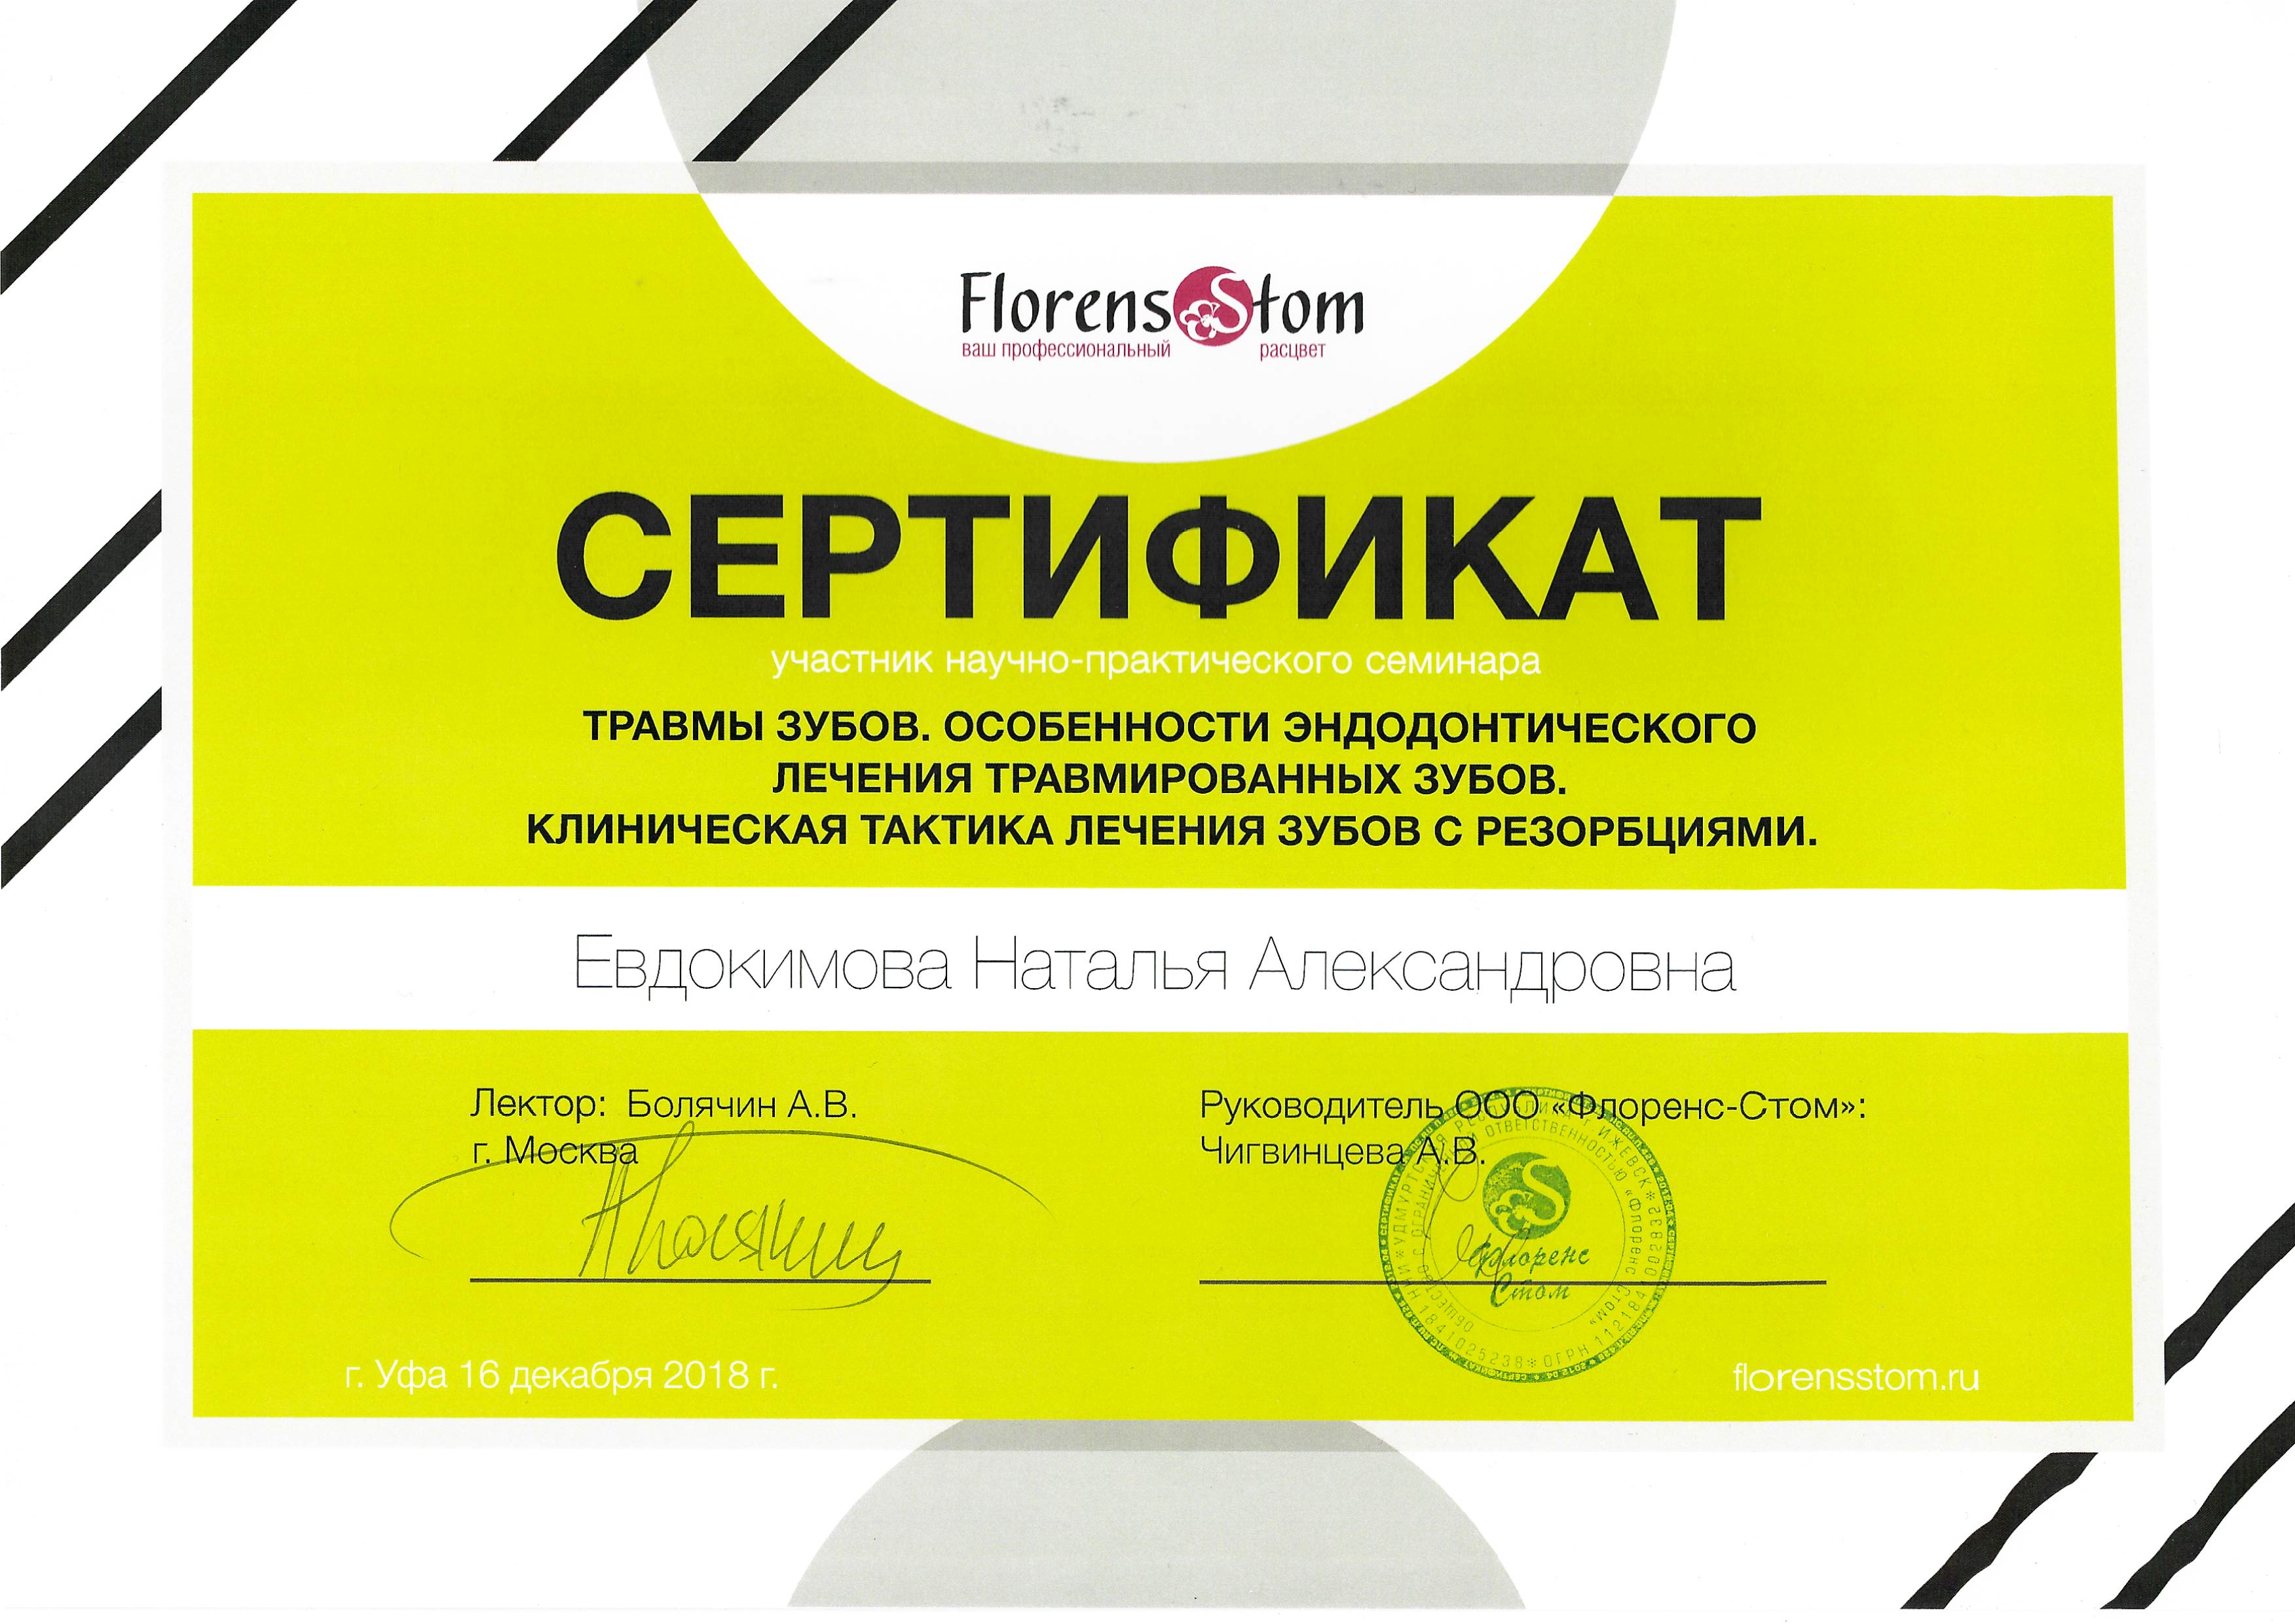 FlorensStom
ваш профессиональный расцвет
СЕРТИФИКАТ
участник научно-практического семинара
ТРАВМЫ ЗУБОВ. ОСОБЕННОСТИ ЭНДОДОНТИЧЕСКОГО
ЛЕЧЕНИЯ ТРАВМИРОВАННЫХ ЗУБОВ.
КЛИНИЧЕСКАЯ ТАКТИКА ЛЕЧЕНИЯ ЗУБОВ С РЕЗОРБЦИЯМИ.
Евдокимова Наталья Александровна
Лектор: Болячин А.В.
г. Москва
Руководитель ООО «Флоренс-Стом»:
Чигвинцева А.В.
Флоренс
Стом
г. Уфа 16 декабря 2018 г.
florensstom.ru